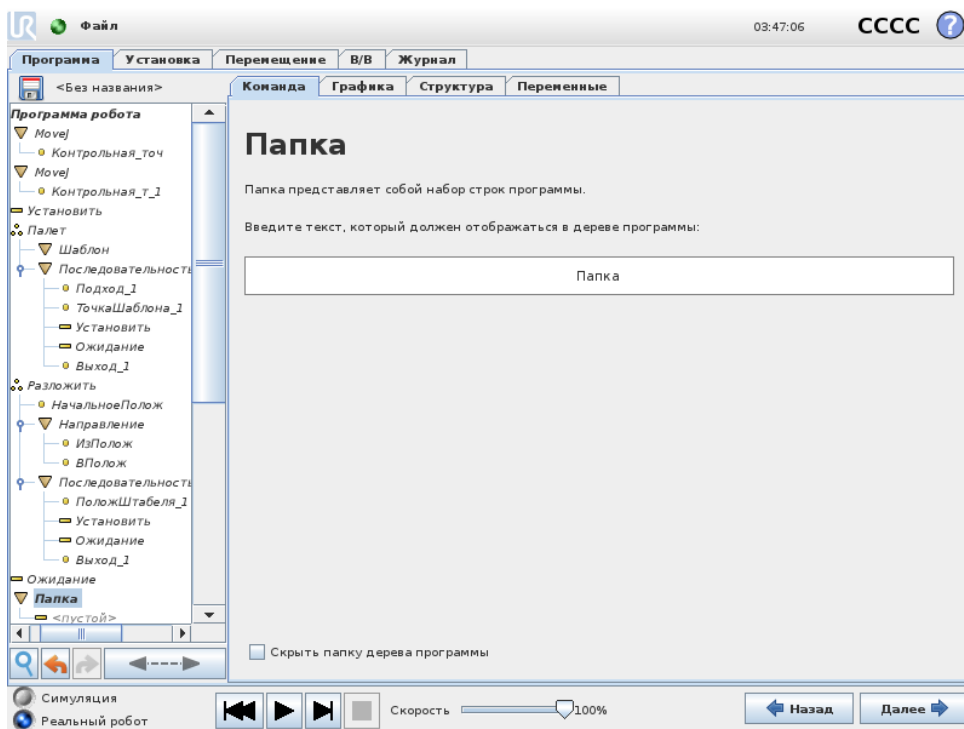 UR Файл 03:47:06 CCCC ?
Программа Установка Перемещение В/В Журнал
<Без названия> Команда Графика Структура Переменные
Программа робота
MoveJ
Контрольная_точ
MoveJ
Контрольная_т_1
Установить
Палет
Шаблон
Последовательность
Подход_1
ТочкаШаблона_1
Установить
Ожидание
Выход_1
Разложить
НачальноеПолож
Направление
ИзПолож
ВПолож
Последовательность
ПоложШтабеля_1
Установить
Ожидание
Выход_1
Ожидание
Папка
<пустой>
Папка
Папка представляет собой набор строк программы.
Введите текст, который должен отображаться в дереве программы:
Папка
Скрыть папку дерева программы
Симуляция
Реальный робот
Скорость 100%
Назад Далее